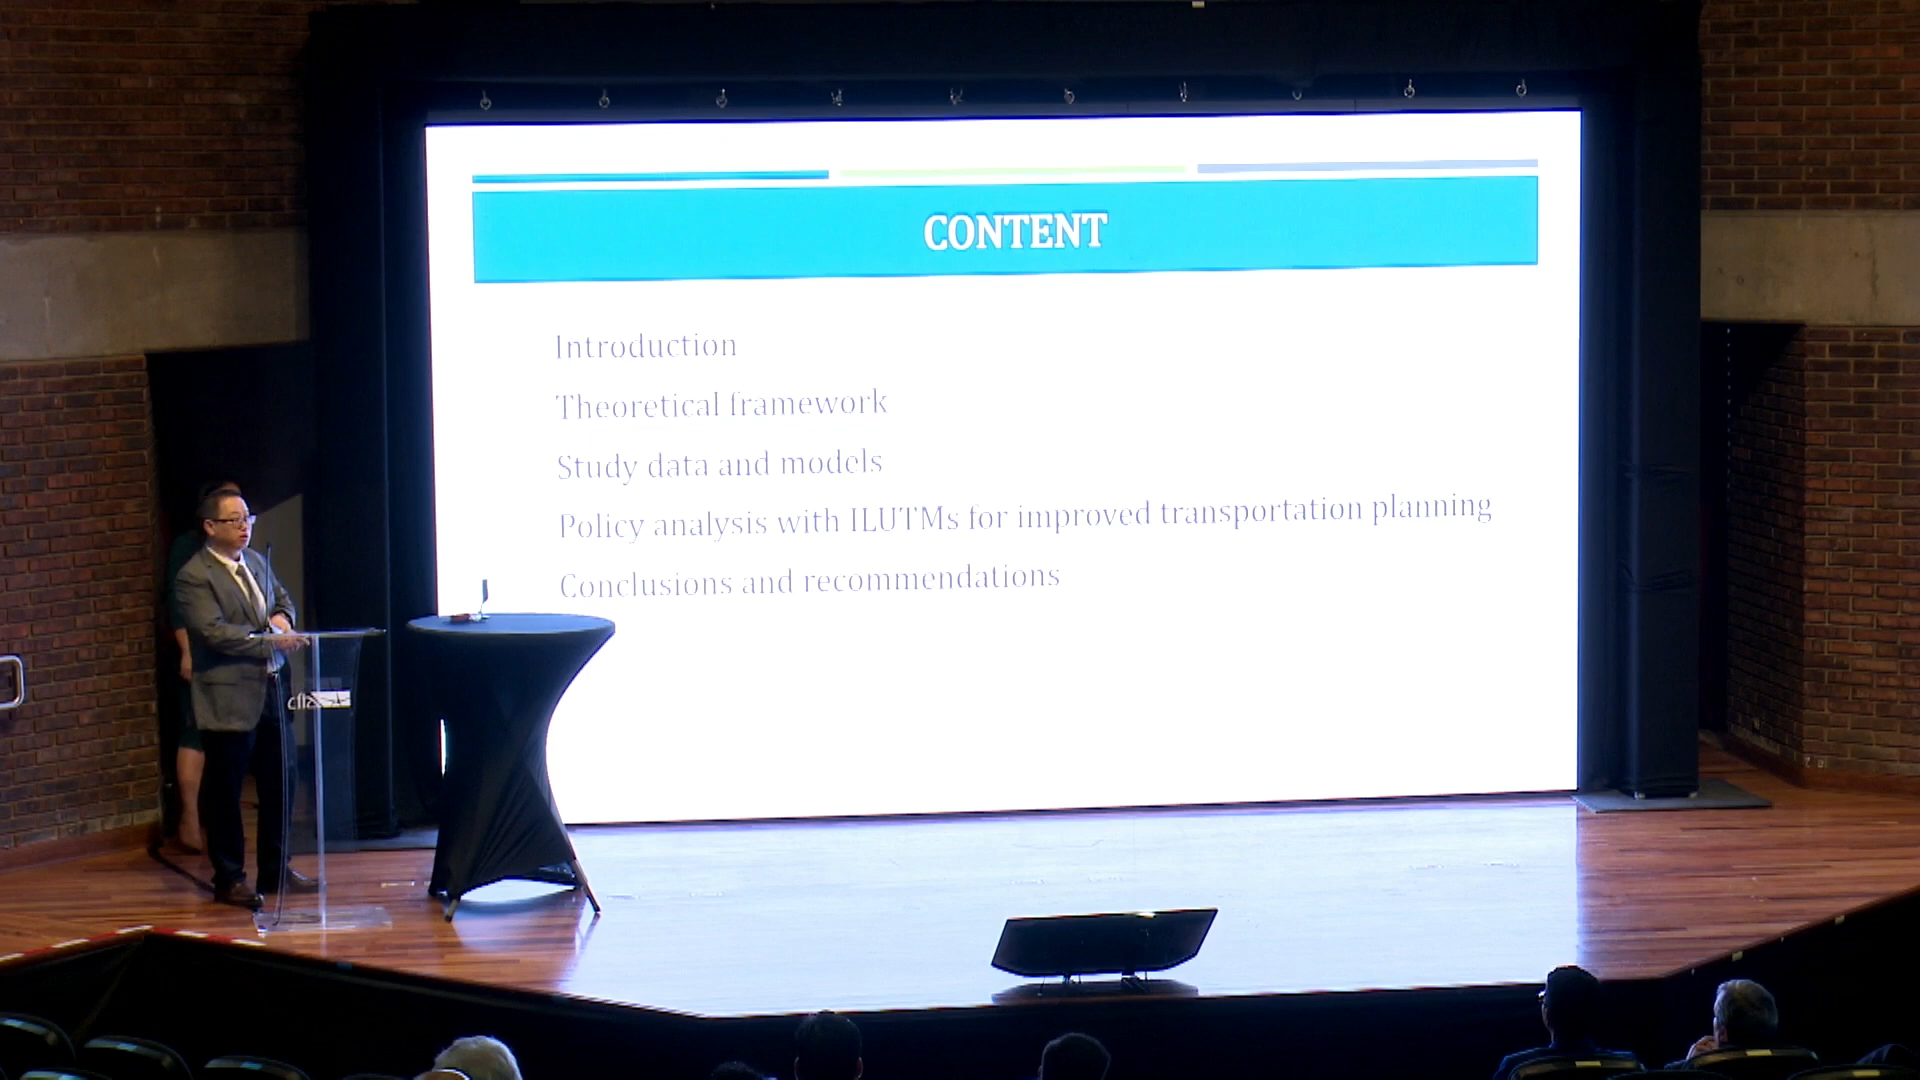 CONTENT
Introduction
Theoretical framework
Study data and models
Policy analysis with ILUTMs for improved transportation planning
Conclusions and recommendations